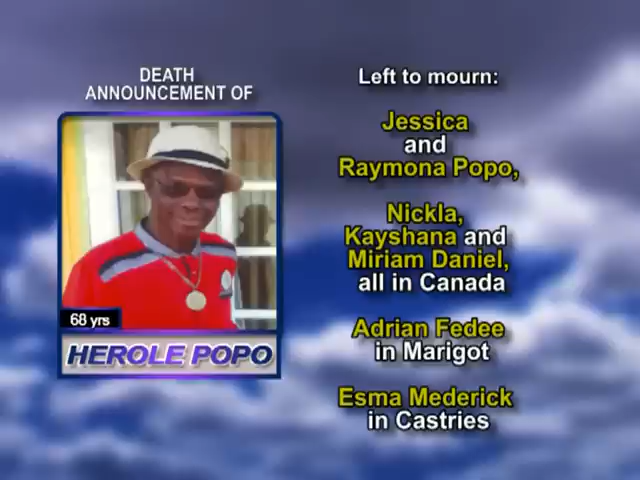 DEATH
ANNOUNCEMENT OF
68 yrs
HEROLE POPO
Left to mourn:
Jessica
and
Raymona Popo,
Nickla,
Kayshana and
Miriam Daniel,
all in Canada
Adrian Fedee
in Marigot
Esma Mederick
in Castries